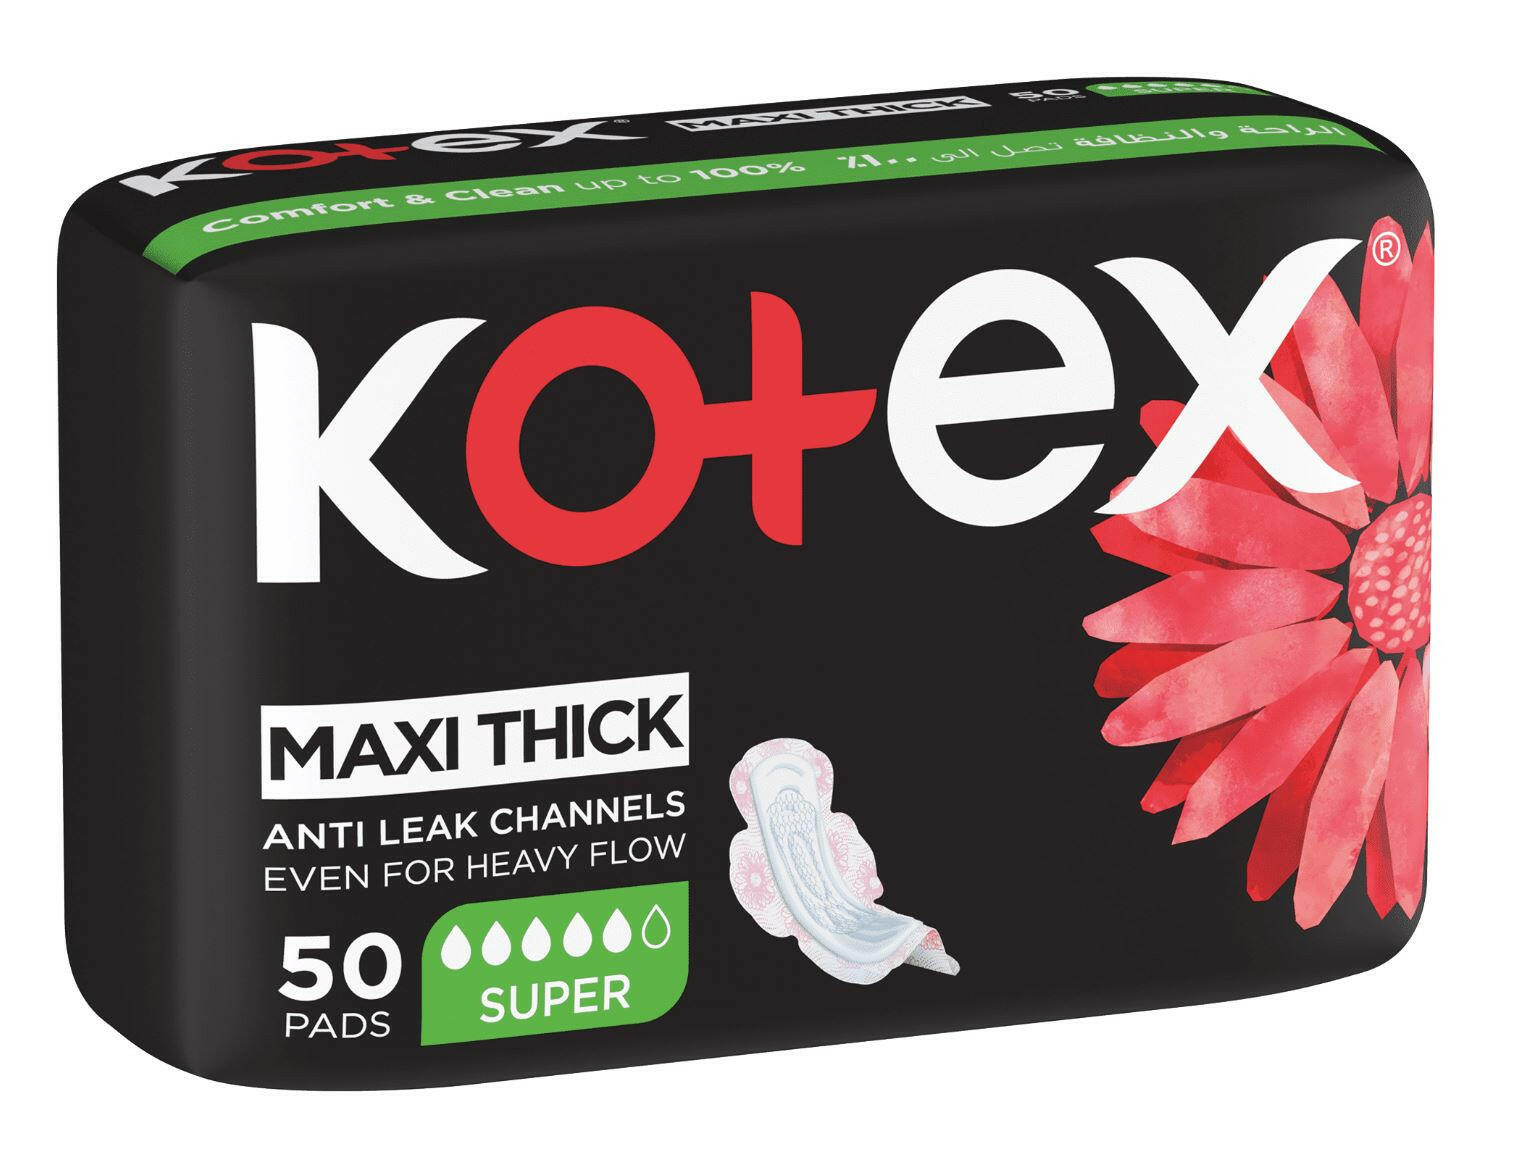 Kotex®
MAXI THICK
50
PADS
SUPER
Comfort & Clean up to 100%
الراحة والنظافة تصل الى ١٠٠٪
Kotex®
MAXI THICK
ANTI LEAK CHANNELS
EVEN FOR HEAVY FLOW
50
PADS
SUPER